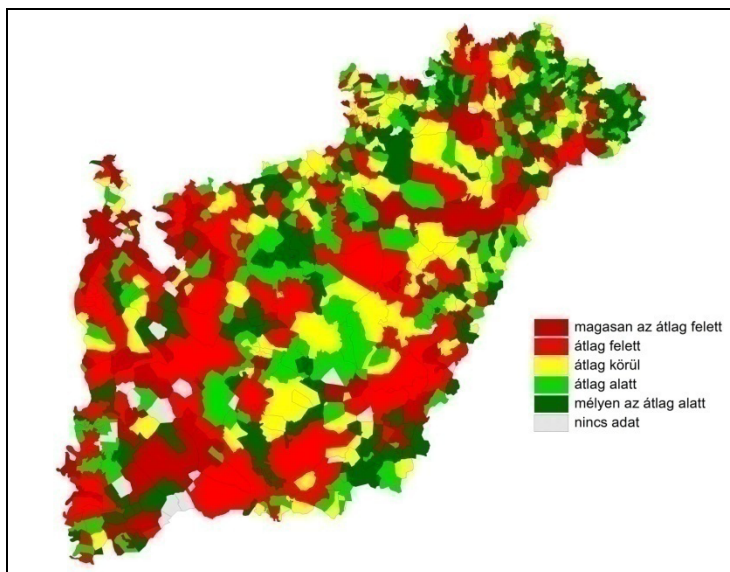 magasan az átlag felett
átlag felett
átlag körül
átlag alatt
mélyen az átlag alatt
nincs adat